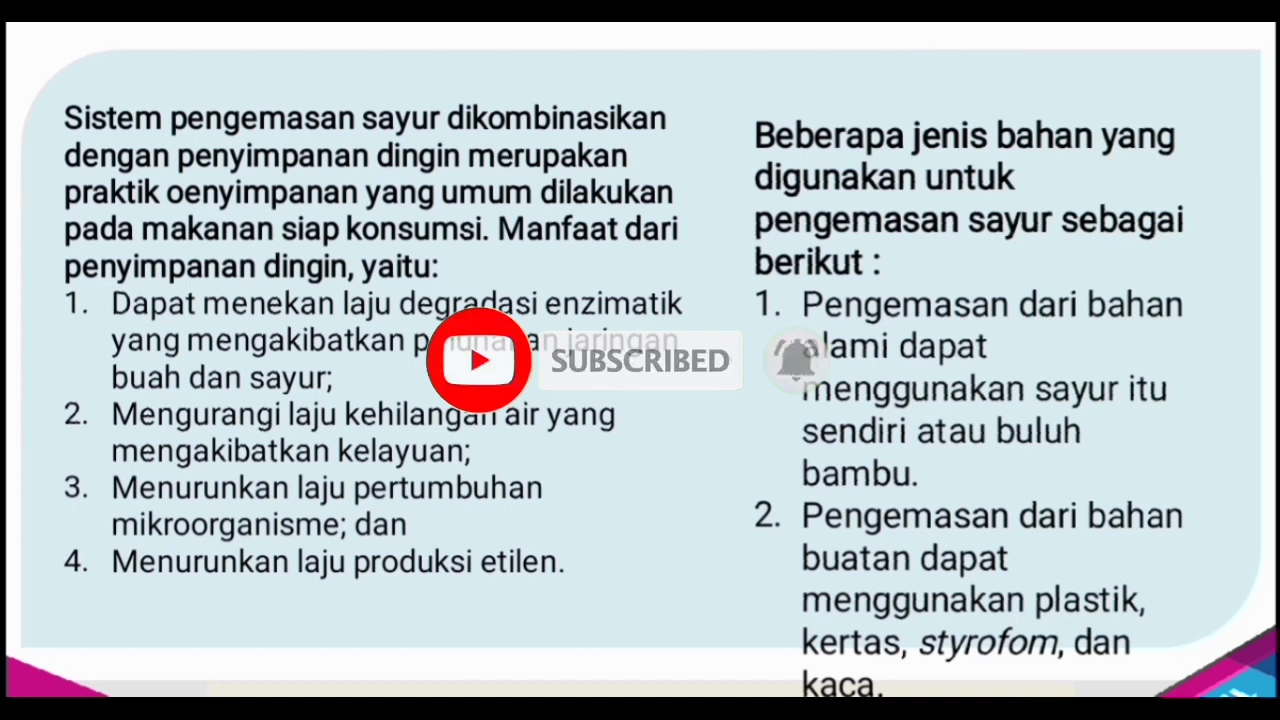 Sistem pengemasan sayur dikombinasikan
dengan penyimpanan dingin merupakan
praktik oenyimpanan yang umum dilakukan
pada makanan siap konsumsi. Manfaat dari
penyimpanan dingin, yaitu:
1. Dapat menekan laju degradasi enzimatik
yang mengakibatkan jaringan
buah dan sayur;
2. Mengurangi laju kehilangan air yang
mengakibatkan kelayuan;
3. Menurunkan laju pertumbuhan
mikroorganisme; dan
4. Menurunkan laju produksi etilen.
Beberapa jenis bahan yang
digunakan untuk
pengemasan sayur sebagai
berikut :
1. Pengemasan dari bahan
alami dapat
menggunakan sayur itu
sendiri atau buluh
bambu.
2. Pengemasan dari bahan
buatan dapat
menggunakan plastik,
kertas, styrofom, dan
kaca.
SUBSCRIBED